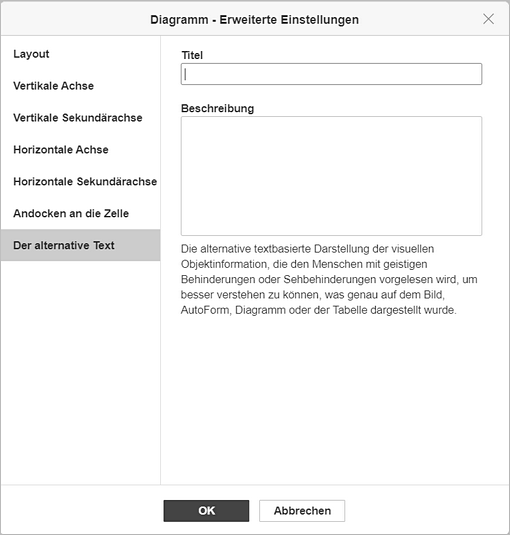 Diagramm - Erweiterte Einstellungen
Layout
Vertikale Achse
Vertikale Sekundärachse
Horizontale Achse
Horizontale Sekundärachse
Andocken an die Zelle
Der alternative Text
Titel
Beschreibung
Die alternative textbasierte Darstellung der visuellen
Objektinformation, die den Menschen mit geistigen
Behinderungen oder Sehbehinderungen vorgelesen wird, um
besser verstehen zu können, was genau auf dem Bild,
AutoForm, Diagramm oder der Tabelle dargestellt wurde.
OK
Abbrechen